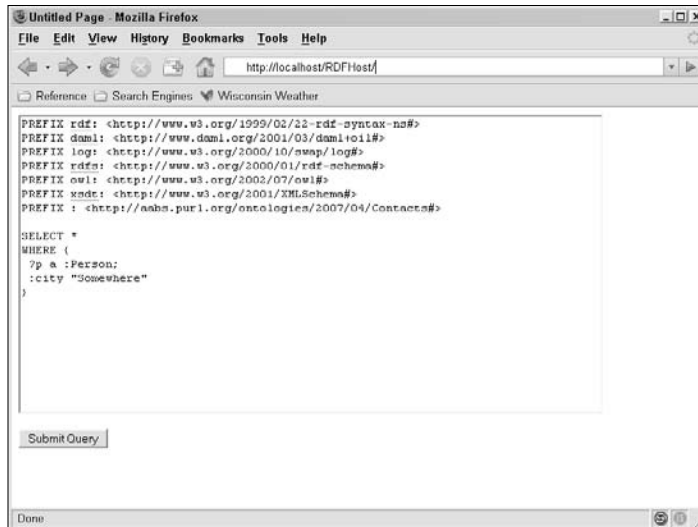 Untitled Page - Mozilla Firefox
File Edit View History Bookmarks Tools Help
http://localhost/RDFHost/
Reference Search Engines Wisconsin Weather
PREFIX rdf: <http://www.w3.org/1999/02/22-rdf-syntax-ns#>
PREFIX daml: <http://www.daml.org/2001/03/daml+oil#>
PREFIX log: <http://www.w3.org/2000/10/swap/log#>
PREFIX rdfs: <http://www.w3.org/2000/01/rdf-schema#>
PREFIX owl: <http://www.w3.org/2002/07/owl#>
PREFIX xsdt: <http://www.w3.org/2001/XMLSchema#>
PREFIX : <http://aabs.purl.org/ontologies/2007/04/Contacts#>
SELECT *
WHERE {
?p a :Person;
:city "Somewhere"
}
Submit Query
Done